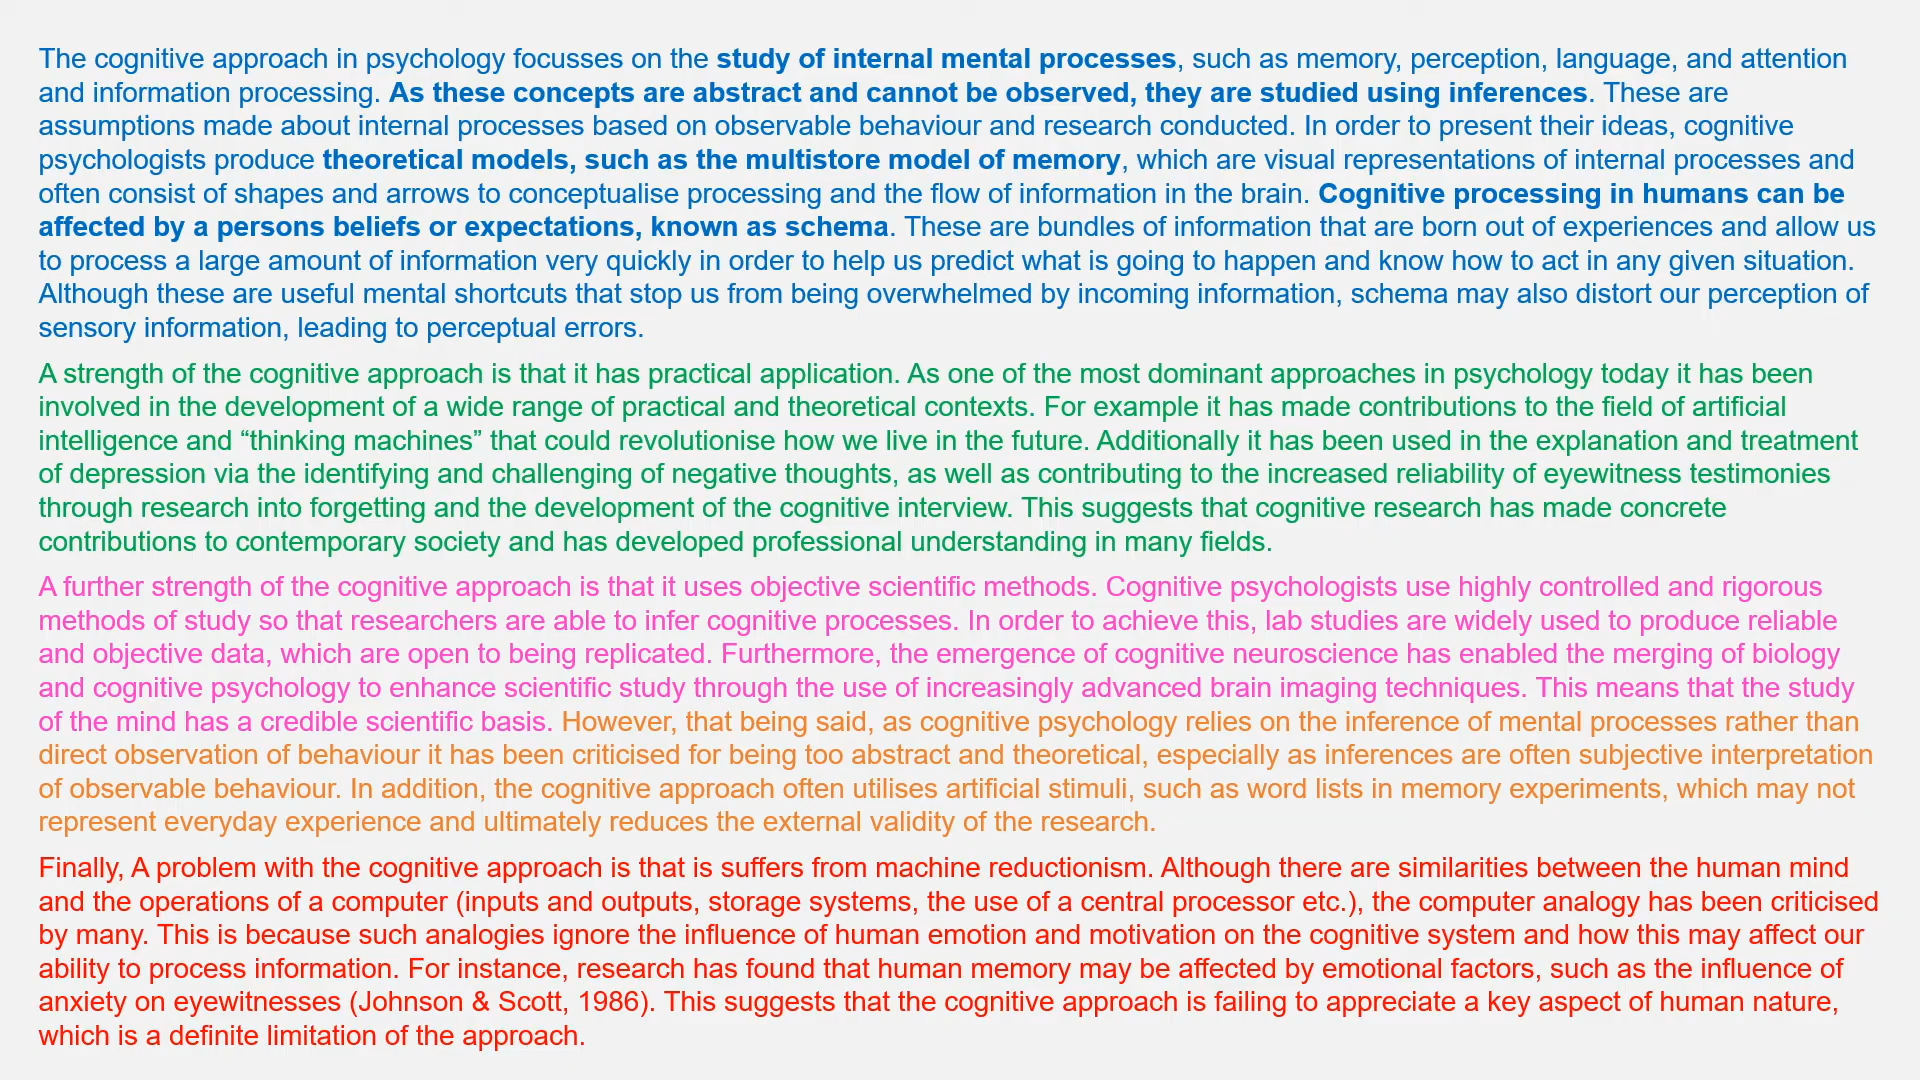 The cognitive approach in psychology focusses on the study of internal mental processes, such as memory, perception, language, and attention
and information processing. As these concepts are abstract and cannot be observed, they are studied using inferences. These are
assumptions made about internal processes based on observable behaviour and research conducted. In order to present their ideas, cognitive
psychologists produce theoretical models, such as the multistore model of memory, which are visual representations of internal processes and
often consist of shapes and arrows to conceptualise processing and the flow of information in the brain. Cognitive processing in humans can be
affected by a persons beliefs or expectations, known as schema. These are bundles of information that are born out of experiences and allow us
to process a large amount of information very quickly in order to help us predict what is going to happen and know how to act in any given situation.
Although these are useful mental shortcuts that stop us from being overwhelmed by incoming information, schema may also distort our perception of
sensory information, leading to perceptual errors.
A strength of the cognitive approach is that it has practical application. As one of the most dominant approaches in psychology today it has been
involved in the development of a wide range of practical and theoretical contexts. For example it has made contributions to the field of artificial
intelligence and “thinking machines” that could revolutionise how we live in the future. Additionally it has been used in the explanation and treatment
of depression via the identifying and challenging of negative thoughts, as well as contributing to the increased reliability of eyewitness testimonies
through research into forgetting and the development of the cognitive interview. This suggests that cognitive research has made concrete
contributions to contemporary society and has developed professional understanding in many fields.
A further strength of the cognitive approach is that it uses objective scientific methods. Cognitive psychologists use highly controlled and rigorous
methods of study so that researchers are able to infer cognitive processes. In order to achieve this, lab studies are widely used to produce reliable
and objective data, which are open to being replicated. Furthermore, the emergence of cognitive neuroscience has enabled the merging of biology
and cognitive psychology to enhance scientific study through the use of increasingly advanced brain imaging techniques. This means that the study
of the mind has a credible scientific basis. However, that being said, as cognitive psychology relies on the inference of mental processes rather than
direct observation of behaviour it has been criticised for being too abstract and theoretical, especially as inferences are often subjective interpretation
of observable behaviour. In addition, the cognitive approach often utilises artificial stimuli, such as word lists in memory experiments, which may not
represent everyday experience and ultimately reduces the external validity of the research.
Finally, A problem with the cognitive approach is that is suffers from machine reductionism. Although there are similarities between the human mind
and the operations of a computer (inputs and outputs, storage systems, the use of a central processor etc.), the computer analogy has been criticised
by many. This is because such analogies ignore the influence of human emotion and motivation on the cognitive system and how this may affect our
ability to process information. For instance, research has found that human memory may be affected by emotional factors, such as the influence of
anxiety on eyewitnesses (Johnson & Scott, 1986). This suggests that the cognitive approach is failing to appreciate a key aspect of human nature,
which is a definite limitation of the approach.